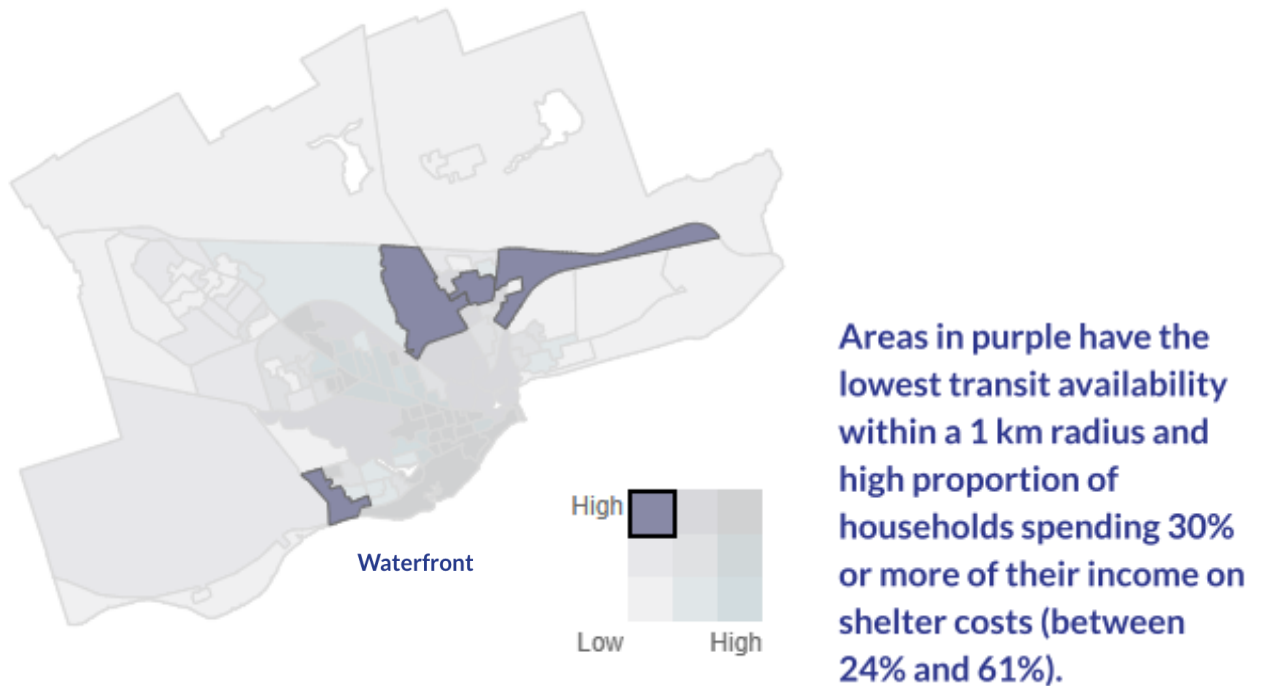 Areas in purple have the
lowest transit availability
within a 1 km radius and
high proportion of
households spending 30%
or more of their income on
shelter costs (between
24% and 61%).
High
Waterfront
Low
High